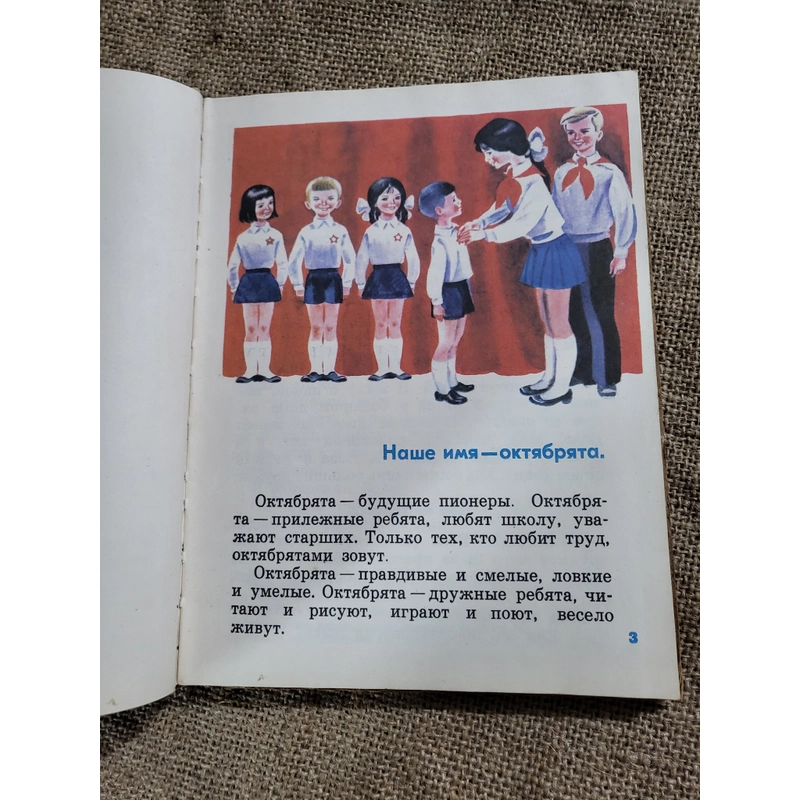 Наше имя—октябрята.
Октябрята—будущие пионеры. Октября-
та—прилежные ребята, любят школу, ува-
жают старших. Только тех, кто любит труд,
октябрятами зовут.
Октябрята—правдивые и смелые, ловкие
и умелые. Октябрята—дружные ребята, чи-
тают и рисуют, играют и поют, весело
живут.
3